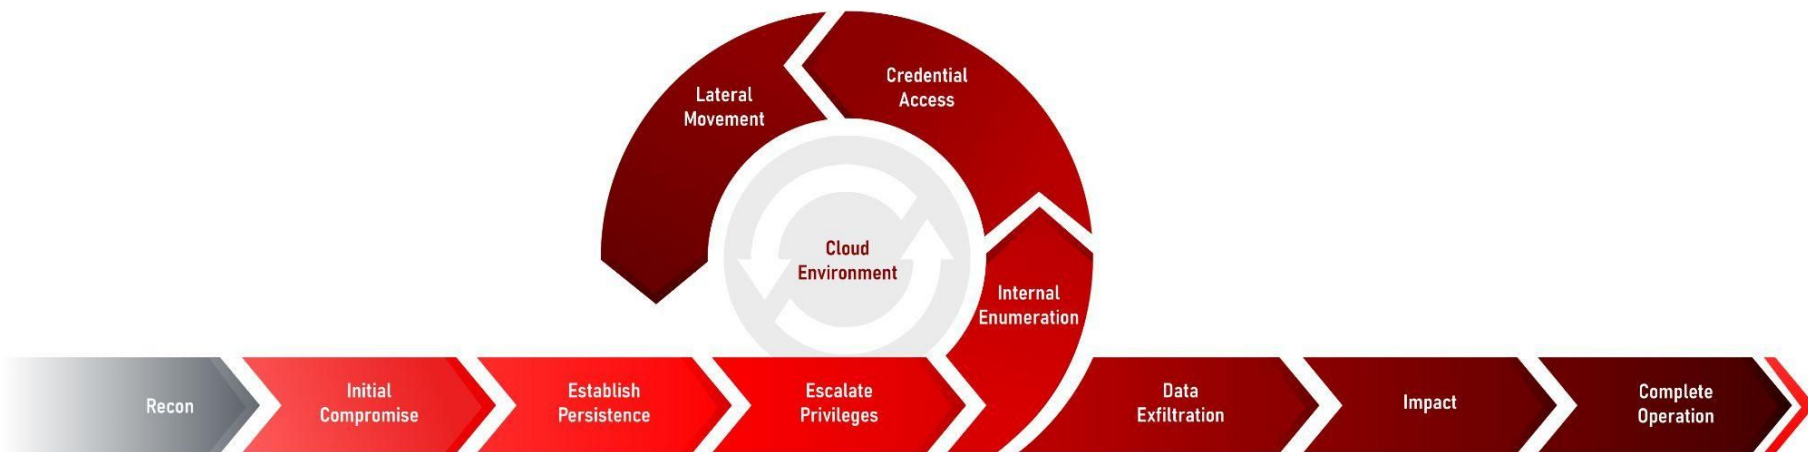 Recon
Initial
Compromise
Establish
Persistence
Escalate
Privileges
Internal
Enumeration
Credential
Access
Lateral
Movement
Cloud
Environment
Data
Exfiltration
Impact
Complete
Operation